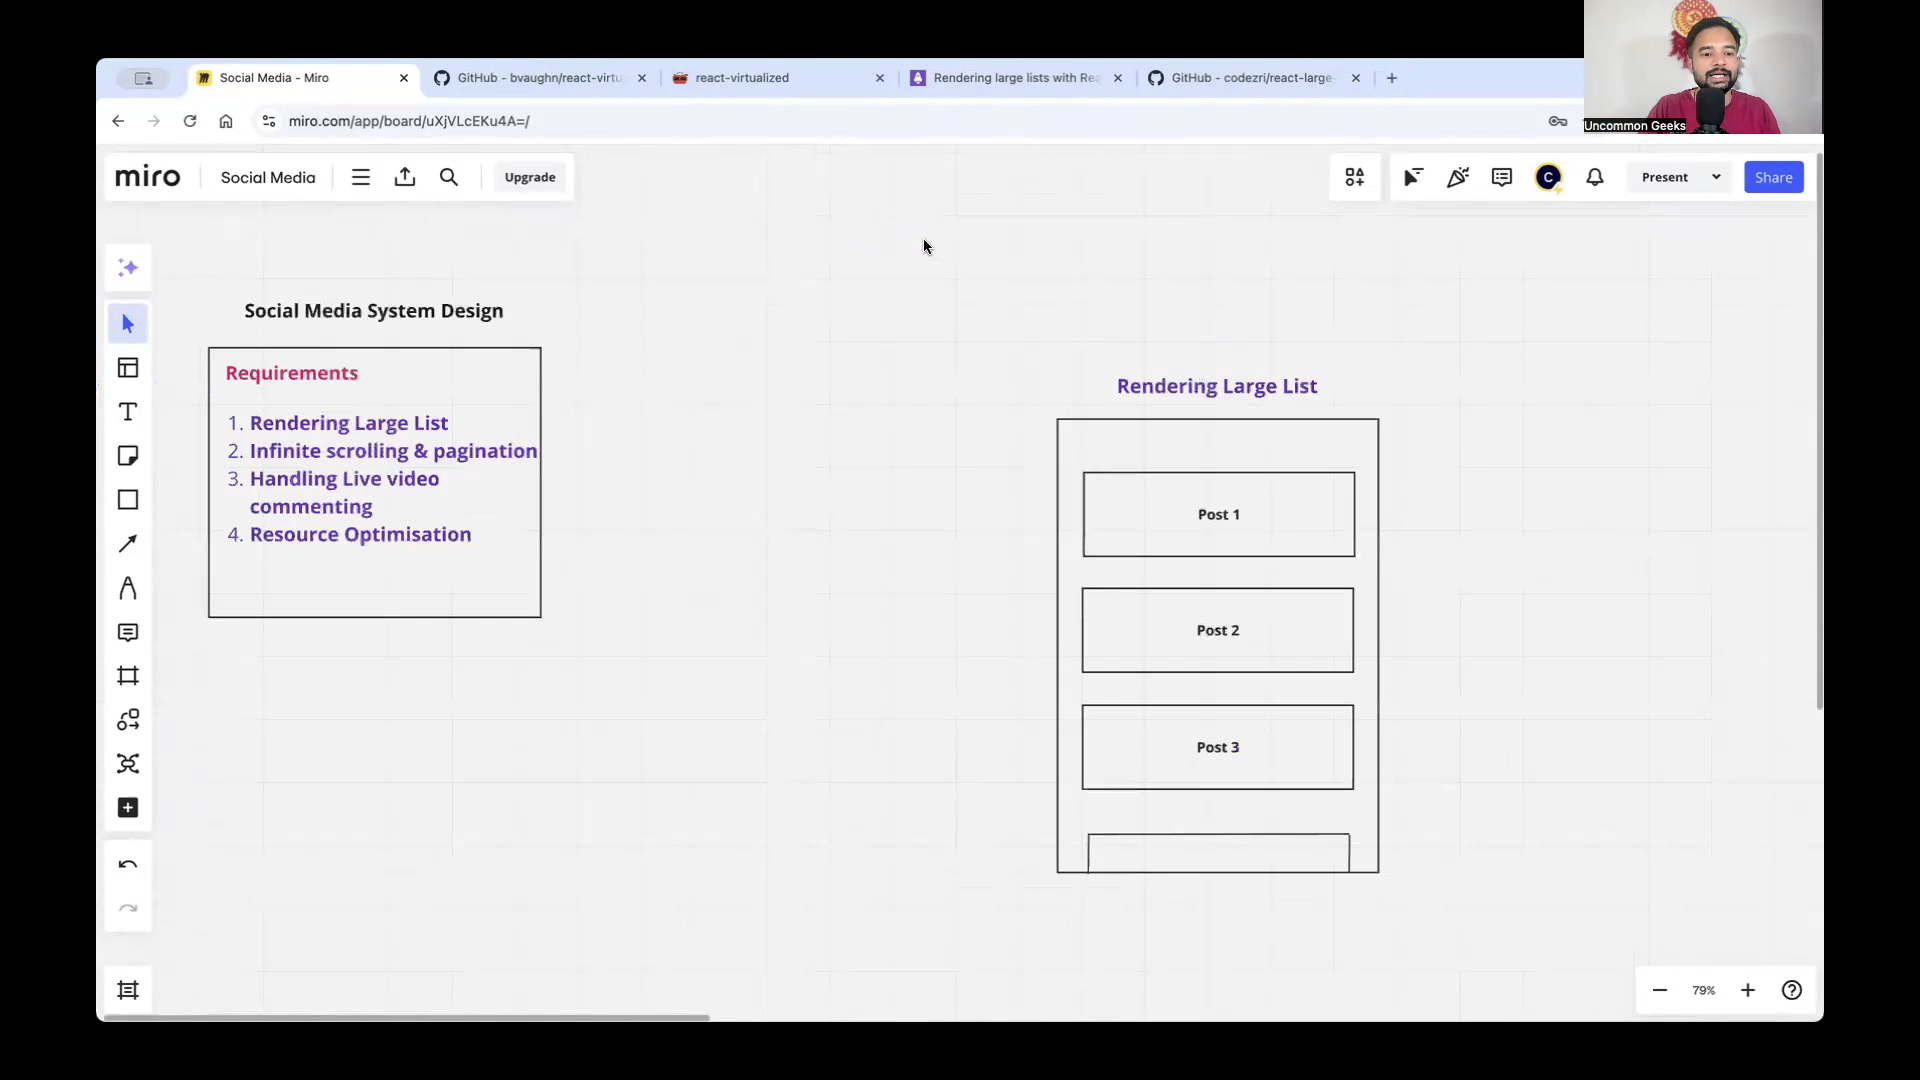 Social Media - Miro
GitHub - bvaughn/react-virtu
react-virtualized
Rendering large lists with Rea
GitHub - codezri/react-large-
Uncommon Geeks
miro.com/app/board/uXjVLcEKu4A=/
miro
Social Media
Upgrade
C
Present
Share
Social Media System Design
Requirements
1. Rendering Large List
2. Infinite scrolling & pagination
3. Handling Live video
commenting
4. Resource Optimisation
Rendering Large List
Post 1
Post 2
Post 3
79%